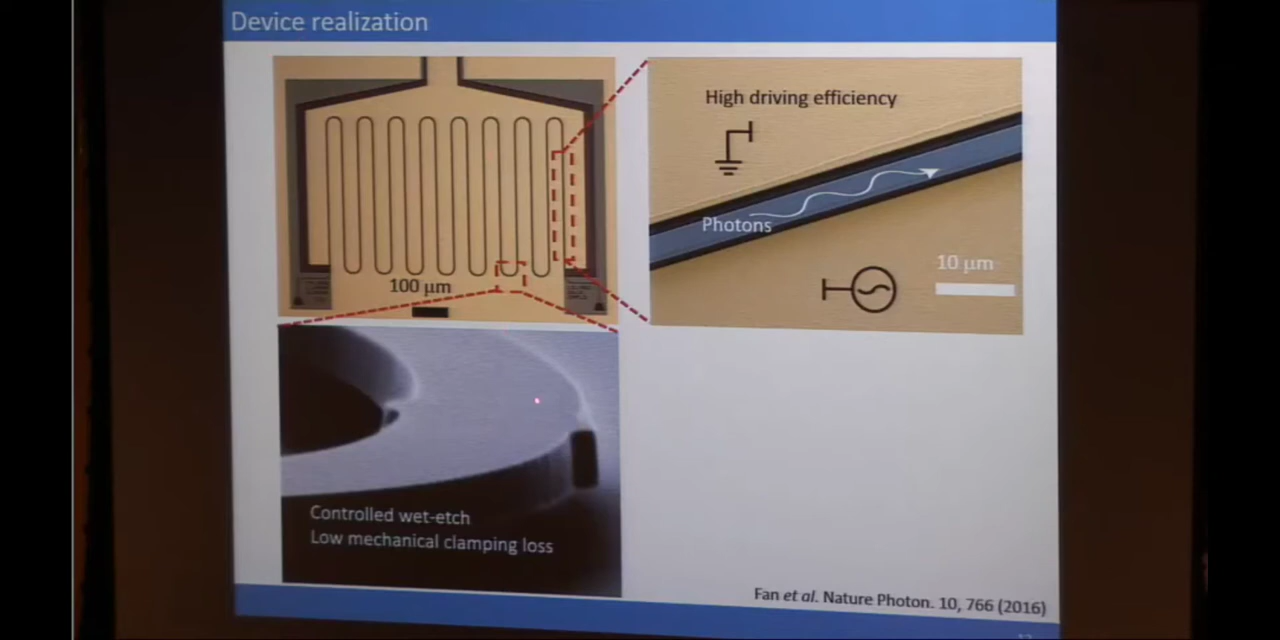 Device realization
High driving efficiency
Photons
10 μm
100 μm
Controlled wet-etch
Low mechanical clamping loss
Fan et al. Nature Photon. 10, 766 (2016)